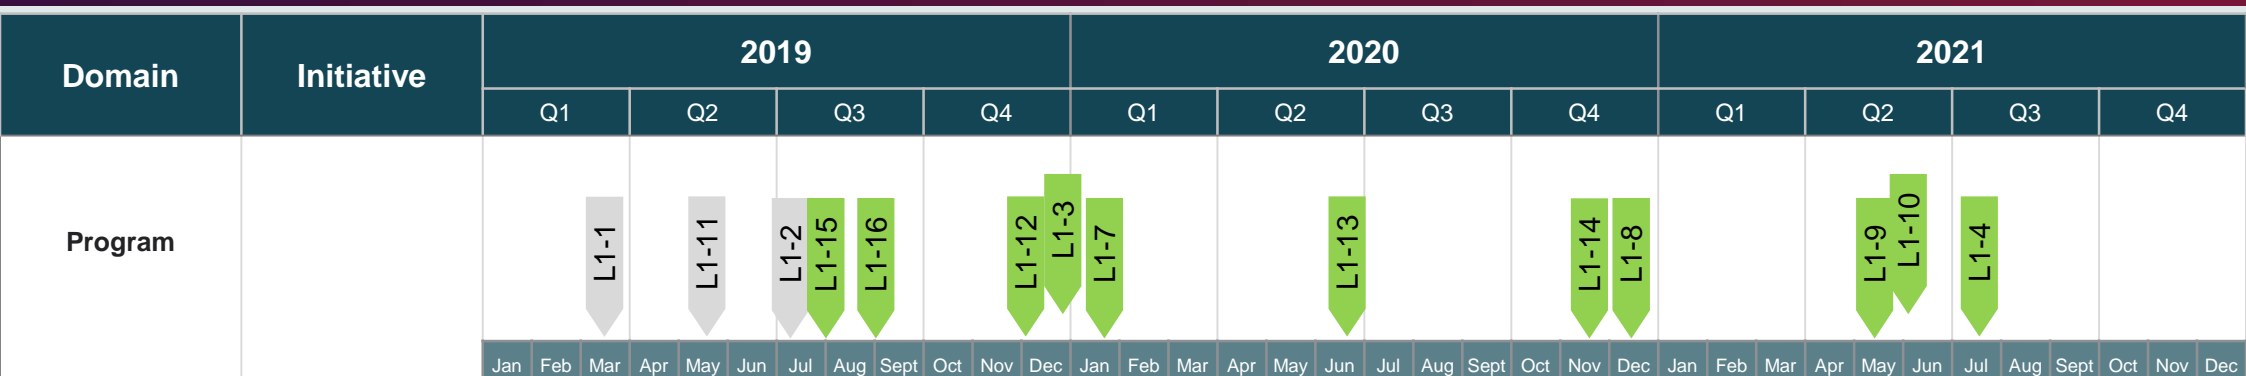 Domain Initiative 2019 2020 2021
Q1 Q2 Q3 Q4 Q1 Q2 Q3 Q4 Q1 Q2 Q3 Q4
Program
L1-1 L1-11 L1-2 L1-15 L1-16 L1-12 L1-3 L1-7 L1-13 L1-14 L1-8 L1-9 L1-10 L1-4
Jan Feb Mar Apr May Jun Jul Aug Sept Oct Nov Dec Jan Feb Mar Apr May Jun Jul Aug Sept Oct Nov Dec Jan Feb Mar Apr May Jun Jul Aug Sept Oct Nov Dec